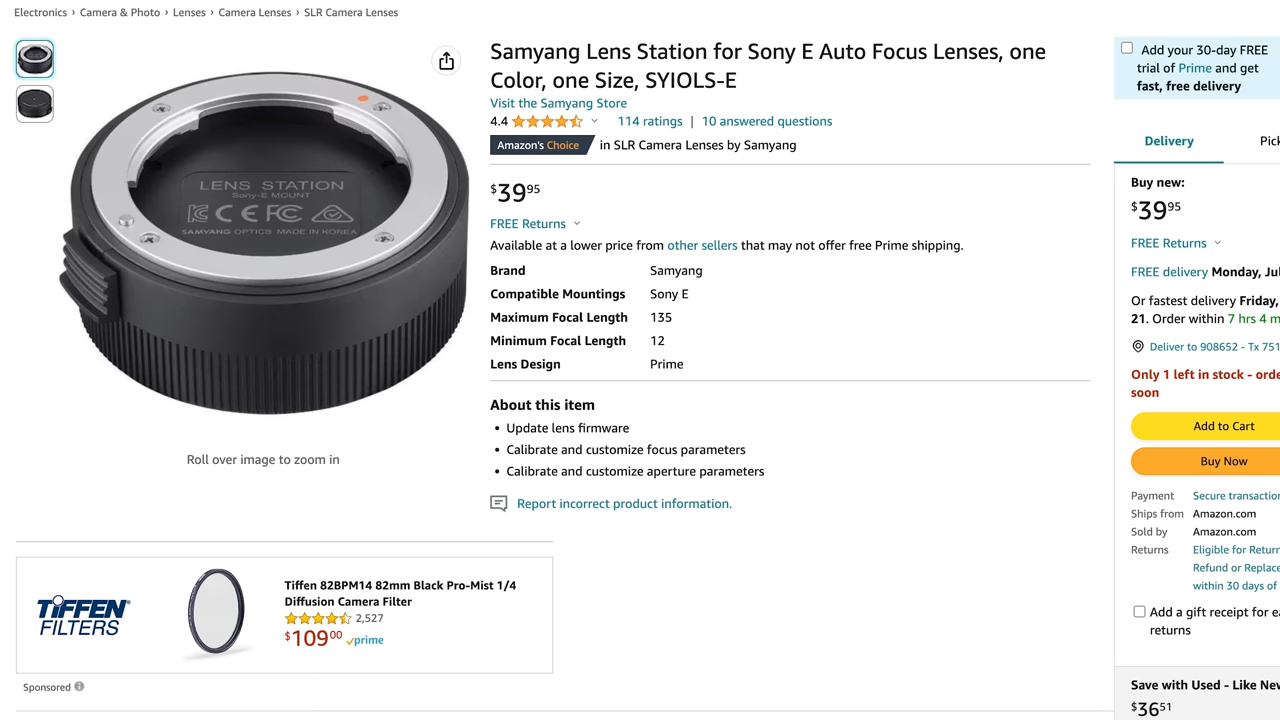 Electronics › Camera & Photo › Lenses › Camera Lenses › SLR Camera Lenses
LENS STATION
Sony-E MOUNT
SAMYANG OPTICS MADE IN KOREA
Roll over image to zoom in
Samyang Lens Station for Sony E Auto Focus Lenses, one
Color, one Size, SYIOLS-E
Visit the Samyang Store
4.4 114 ratings | 10 answered questions
Amazon's Choice in SLR Camera Lenses by Samyang
$39 95
FREE Returns
Available at a lower price from other sellers that may not offer free Prime shipping.
Brand Samyang
Compatible Mountings Sony E
Maximum Focal Length 135
Minimum Focal Length 12
Lens Design Prime
About this item
• Update lens firmware
• Calibrate and customize focus parameters
• Calibrate and customize aperture parameters
Report incorrect product information.
TIFFEN®
FILTERS
Tiffen 82BPM14 82mm Black Pro-Mist 1/4
Diffusion Camera Filter
2,527
$109 00 prime
Sponsored
Add your 30-day FREE
trial of Prime and get
fast, free delivery
Delivery Pick
Buy new:
$39 95
FREE Returns
FREE delivery Monday, Jul
Or fastest delivery Friday,
21. Order within 7 hrs 4 m
Deliver to 908652 - Tx 751
Only 1 left in stock - orde
soon
Add to Cart
Buy Now
Payment Secure transaction
Ships from Amazon.com
Sold by Amazon.com
Returns Eligible for Return
Refund or Replace
within 30 days of
Add a gift receipt for ea
returns
Save with Used - Like New
$36 51